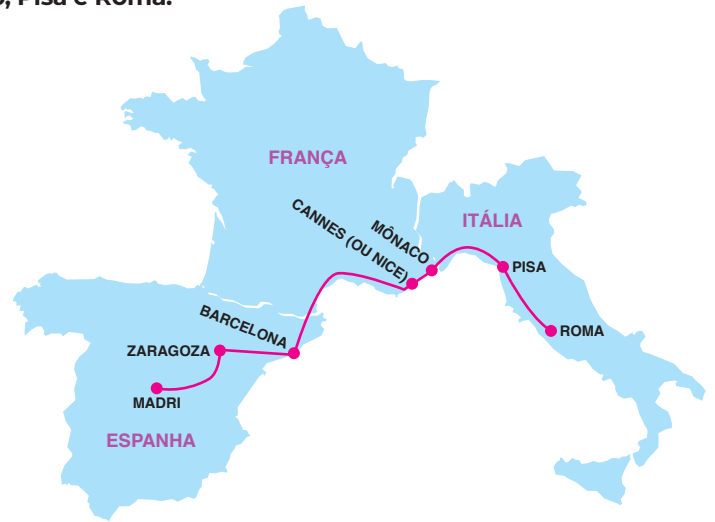 , Pisa e Roma.
FRANÇA
CANNES (OU NICE)
MÔNACO
ITÁLIA
PISA
BARCELONA
ZARAGOZA
ROMA
MADRI
ESPANHA